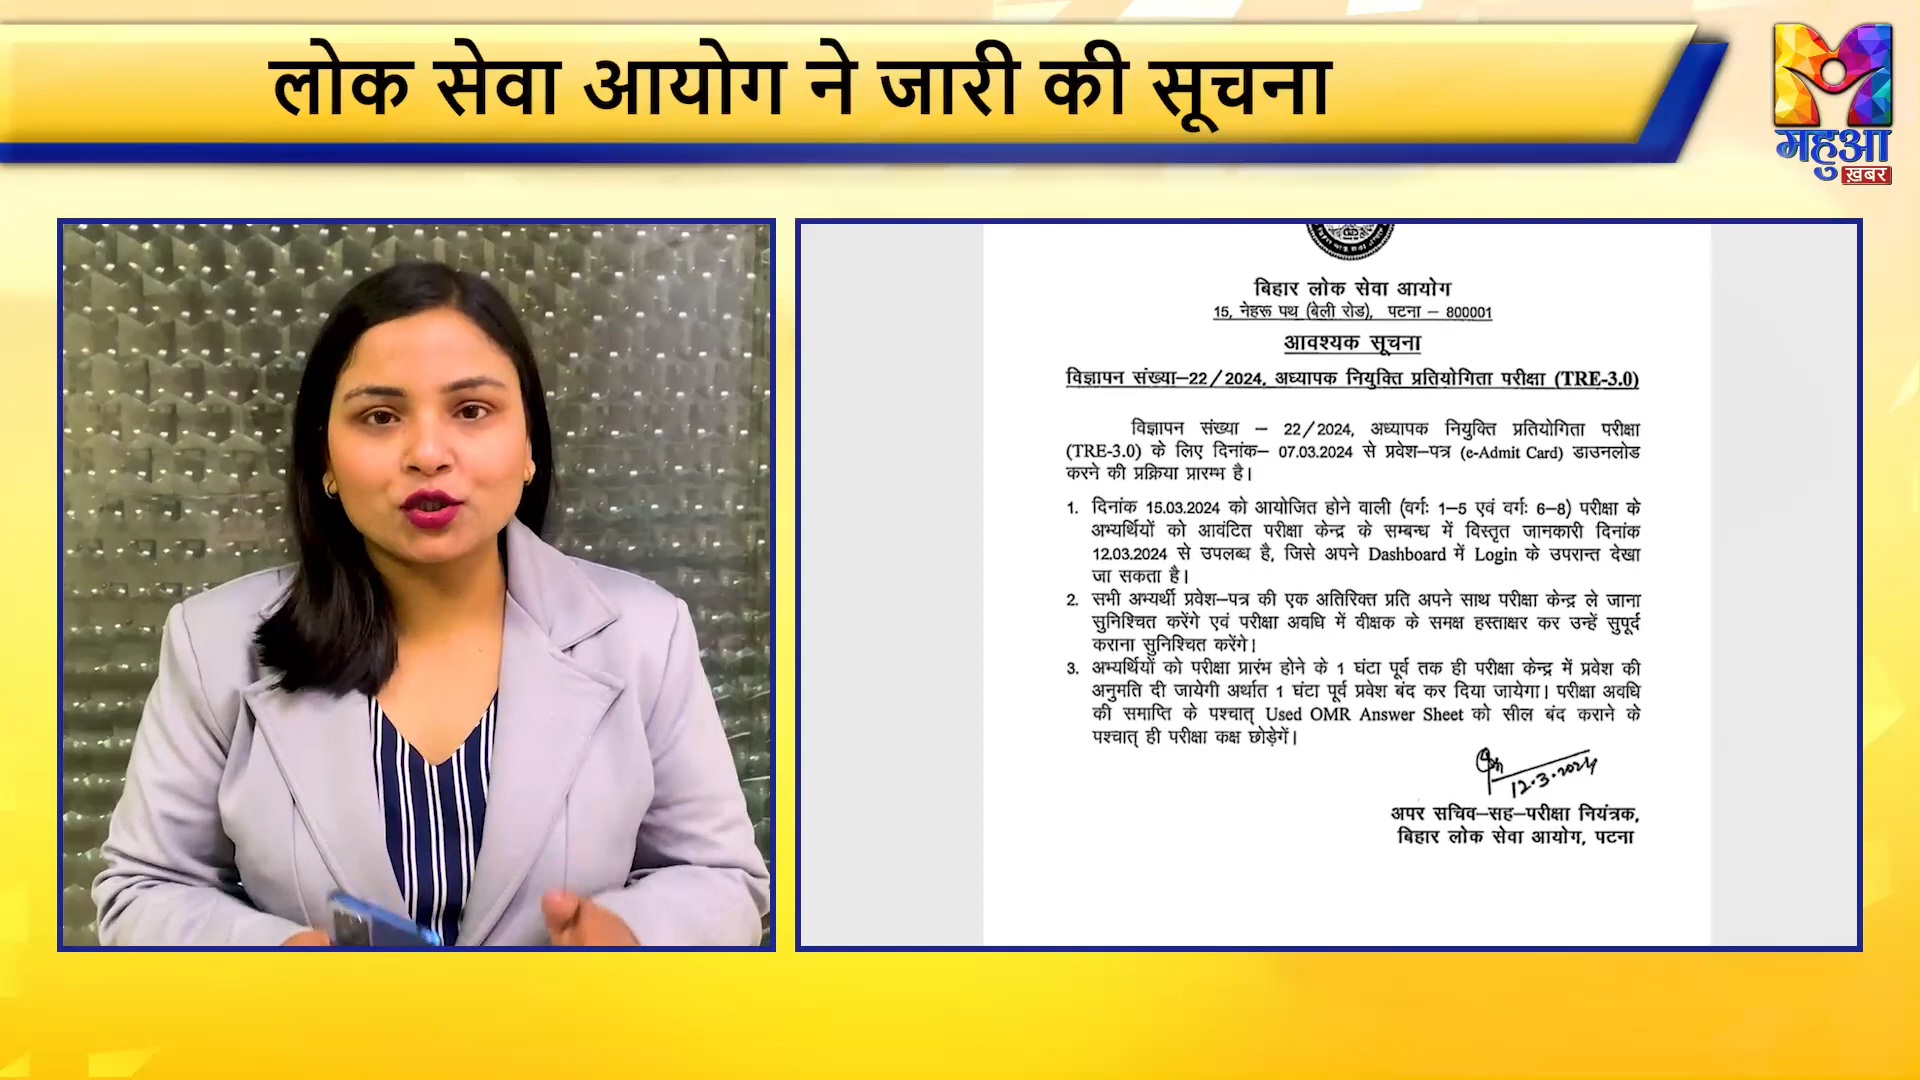 लोक सेवा आयोग ने जारी की सूचना
महुआ
ख़बर
बिहार लोक सेवा आयोग
15, नेहरू पथ (बेली रोड), पटना – 800001
आवश्यक सूचना
विज्ञापन संख्या–22/2024, अध्यापक नियुक्ति प्रतियोगिता परीक्षा (TRE-3.0)
विज्ञापन संख्या – 22/2024, अध्यापक नियुक्ति प्रतियोगिता परीक्षा
(TRE-3.0) के लिए दिनांक– 07.03.2024 से प्रवेश–पत्र (e-Admit Card) डाउनलोड
करने की प्रक्रिया प्रारम्भ है।
1. दिनांक 15.03.2024 को आयोजित होने वाली (वर्गः 1–5 एवं वर्गः 6–8) परीक्षा के
अभ्यर्थियों को आवंटित परीक्षा केन्द्र के सम्बन्ध में विस्तृत जानकारी दिनांक
12.03.2024 से उपलब्ध है, जिसे अपने Dashboard में Login के उपरान्त देखा
जा सकता है।
2. सभी अभ्यर्थी प्रवेश–पत्र की एक अतिरिक्त प्रति अपने साथ परीक्षा केन्द्र ले जाना
सुनिश्चित करेंगे एवं परीक्षा अवधि में वीक्षक के समक्ष हस्ताक्षर कर उन्हें सुपूर्द
कराना सुनिश्चित करेंगे।
3. अभ्यर्थियों को परीक्षा प्रारंभ होने के 1 घंटा पूर्व तक ही परीक्षा केन्द्र में प्रवेश की
अनुमति दी जायेगी अर्थात 1 घंटा पूर्व प्रवेश बंद कर दिया जायेगा। परीक्षा अवधि
की समाप्ति के पश्चात् Used OMR Answer Sheet को सील बंद कराने के
पश्चात् ही परीक्षा कक्ष छोड़ेगें।
12.3.2024
अपर सचिव–सह–परीक्षा नियंत्रक,
बिहार लोक सेवा आयोग, पटना